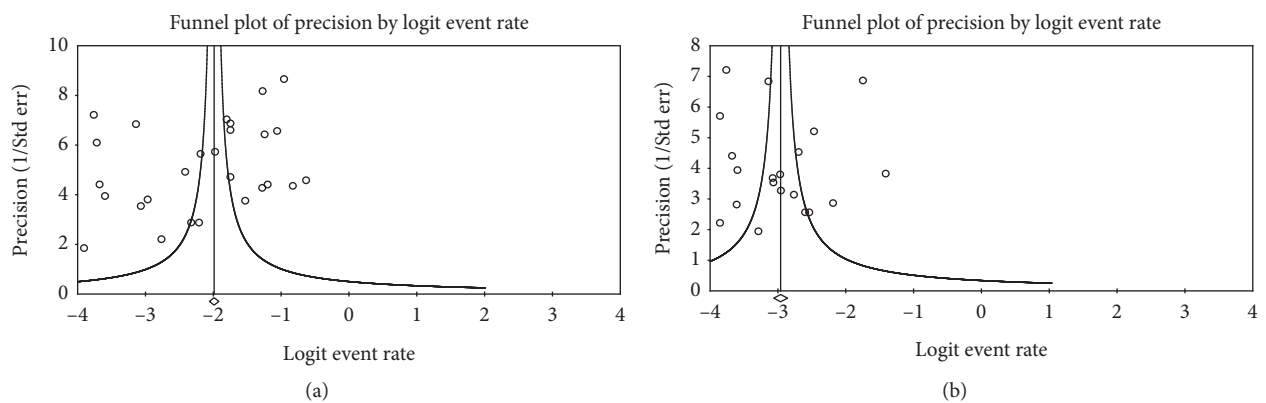 Funnel plot of precision by logit event rate
10
8
6
4
2
0
Precision (1/Std err)
−4 −3 −2 −1 0 1 2 3 4
Logit event rate
(a)
Funnel plot of precision by logit event rate
8
7
6
5
4
3
2
1
0
Precision (1/Std err)
−4 −3 −2 −1 0 1 2 3 4
Logit event rate
(b)